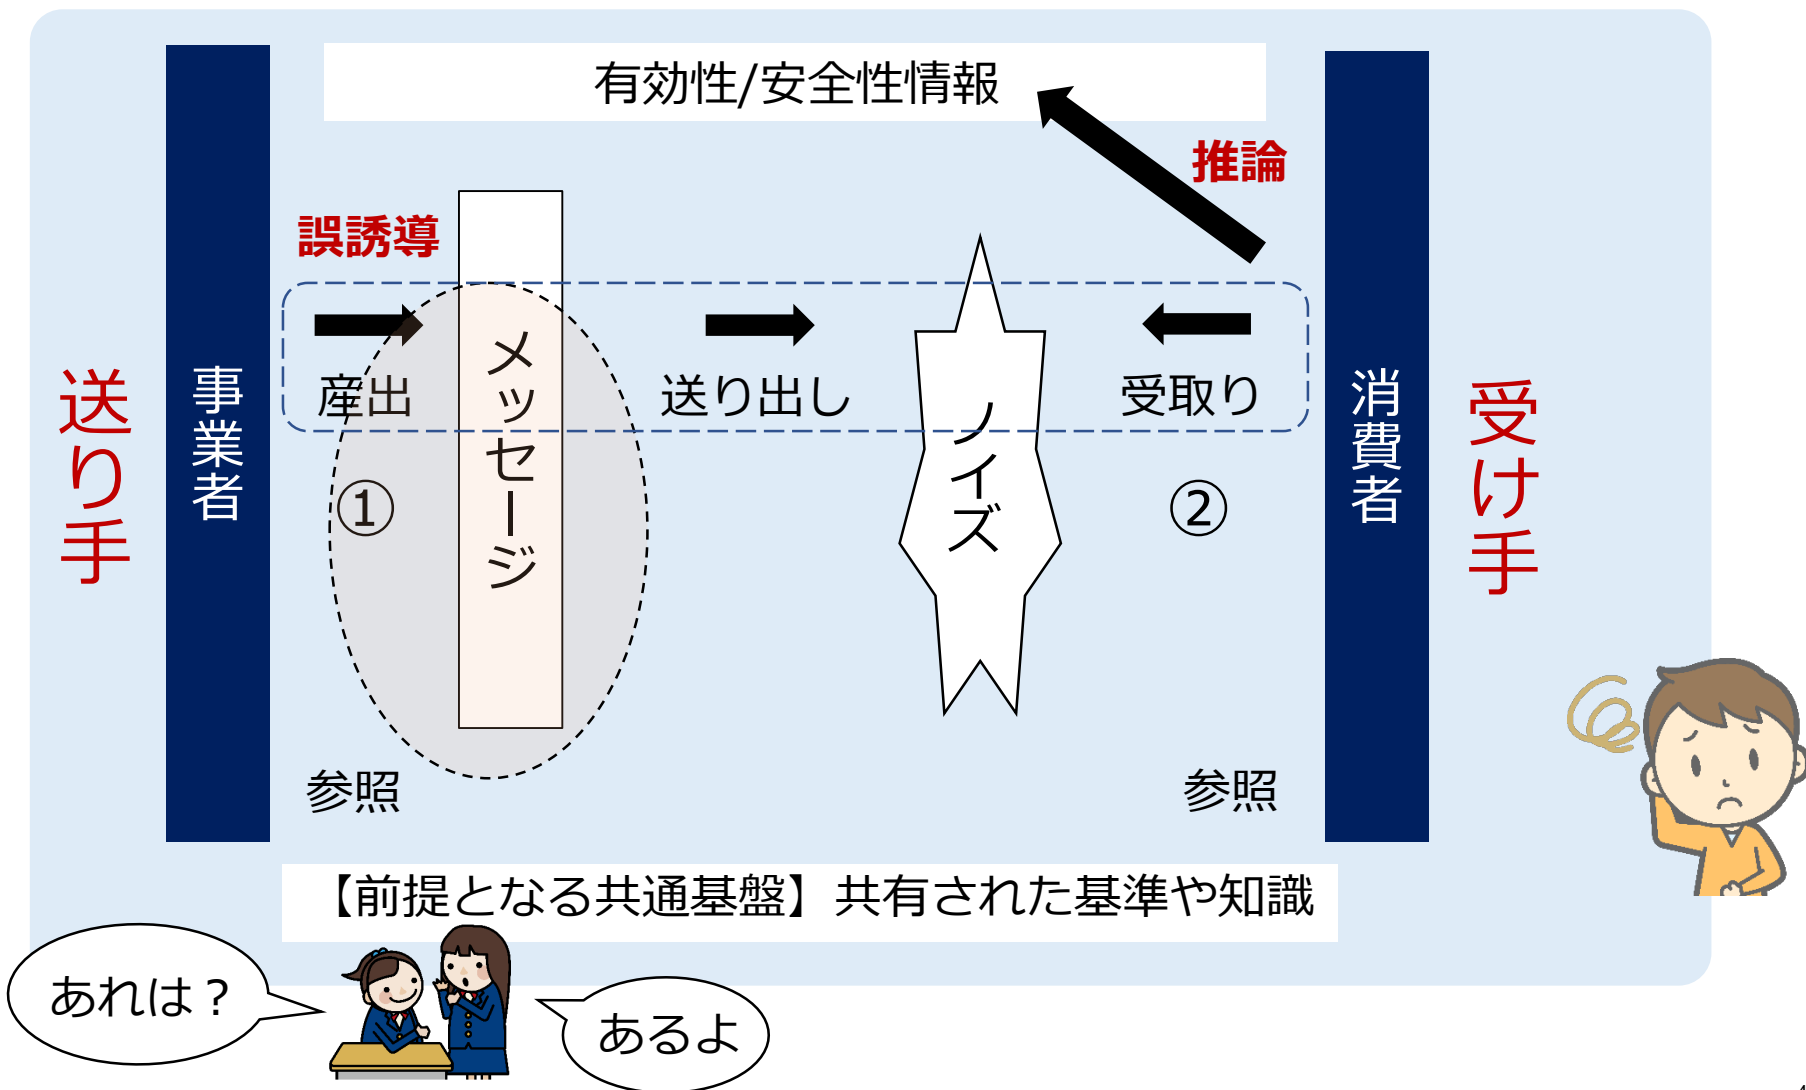 有効性/安全性情報
推論
誤誘導
送り手
事業者
産出
メッセージ
送り出し
ノイズ
受取り
消費者
受け手
①
②
参照
参照
【前提となる共通基盤】共有された基準や知識
あれは？
あるよ